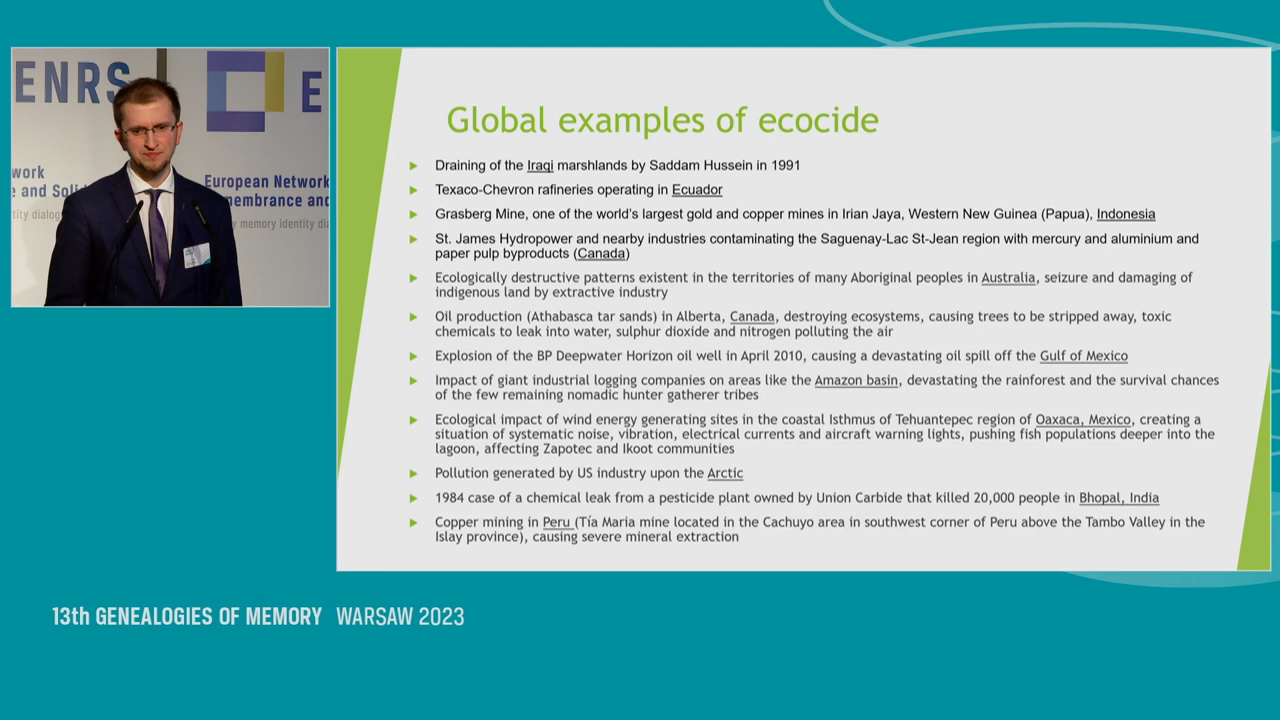 ENRS
E
work
European Network
e and Soli
membrance and
tity dialog
memory identity dia
Global examples of ecocide
Draining of the Iraqi marshlands by Saddam Hussein in 1991
Texaco-Chevron rafineries operating in Ecuador
Grasberg Mine, one of the world's largest gold and copper mines in Irian Jaya, Western New Guinea (Papua), Indonesia
St. James Hydropower and nearby industries contaminating the Saguenay-Lac St-Jean region with mercury and aluminium and
paper pulp byproducts (Canada)
Ecologically destructive patterns existent in the territories of many Aboriginal peoples in Australia, seizure and damaging of
indigenous land by extractive industry
Oil production (Athabasca tar sands) in Alberta, Canada, destroying ecosystems, causing trees to be stripped away, toxic
chemicals to leak into water, sulphur dioxide and nitrogen polluting the air
Explosion of the BP Deepwater Horizon oil well in April 2010, causing a devastating oil spill off the Gulf of Mexico
Impact of giant industrial logging companies on areas like the Amazon basin, devastating the rainforest and the survival chances
of the few remaining nomadic hunter gatherer tribes
Ecological impact of wind energy generating sites in the coastal Isthmus of Tehuantepec region of Oaxaca, Mexico, creating a
situation of systematic noise, vibration, electrical currents and aircraft warning lights, pushing fish populations deeper into the
lagoon, affecting Zapotec and Ikoot communities
Pollution generated by US industry upon the Arctic
1984 case of a chemical leak from a pesticide plant owned by Union Carbide that killed 20,000 people in Bhopal, India
Copper mining in Peru (Tía Maria mine located in the Cachuyo area in southwest corner of Peru above the Tambo Valley in the
Islay province), causing severe mineral extraction
13th GENEALOGIES OF MEMORY WARSAW 2023